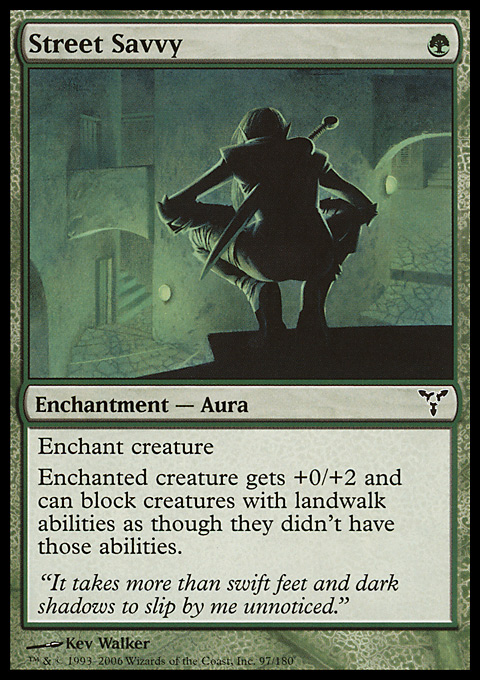 Street Savvy
Enchantment — Aura
Enchant creature
Enchanted creature gets +0/+2 and
can block creatures with landwalk
abilities as though they didn't have
those abilities.
“It takes more than swift feet and dark
shadows to slip by me unnoticed.”
Kev Walker
™ & © 1993–2006 Wizards of the Coast, Inc. 97/180